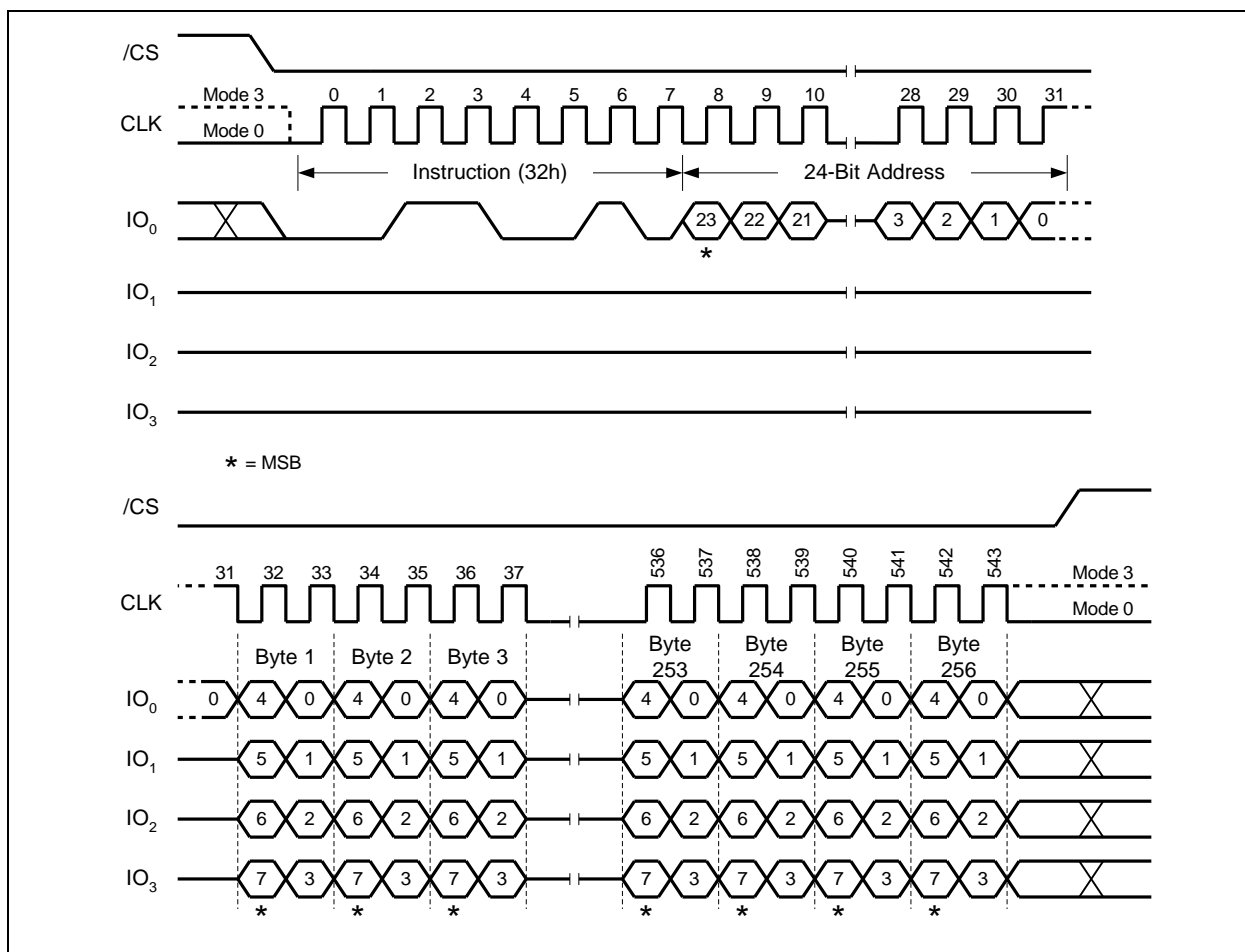 /CS
Mode 3 0 1 2 3 4 5 6 7 8 9 10 28 29 30 31
CLK
Mode 0
Instruction (32h) 24-Bit Address
IO0 23 22 21 3 2 1 0
*
IO1
IO2
IO3
* = MSB
/CS
31 32 33 34 35 36 37 536 537 538 539 540 541 542 543 Mode 3
CLK
Mode 0
Byte 1 Byte 2 Byte 3 Byte 253 Byte 254 Byte 255 Byte 256
IO0 0 4 0 4 0 4 0 4 0 4 0 4 0 4 0
IO1 5 1 5 1 5 1 5 1 5 1 5 1 5 1
IO2 6 2 6 2 6 2 6 2 6 2 6 2 6 2
IO3 7 3 7 3 7 3 7 3 7 3 7 3 7 3
* * * * * * *